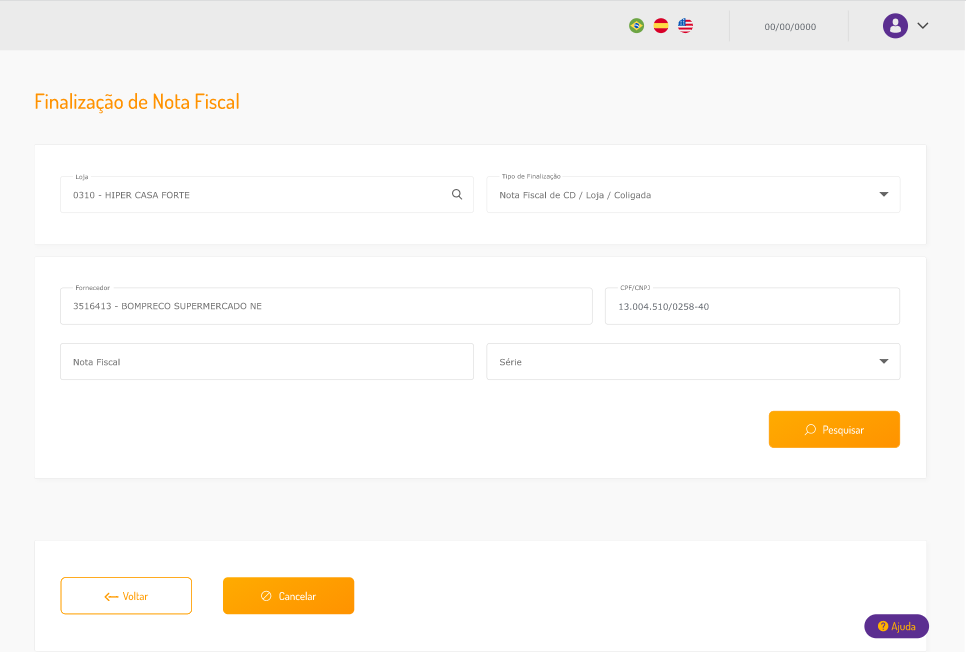 00/00/0000
Finalização de Nota Fiscal
Loja
0310 - HIPER CASA FORTE
Tipo de Finalização
Nota Fiscal de CD / Loja / Coligada
Fornecedor
3516413 - BOMPRECO SUPERMERCADO NE
CPF/CNPJ
13.004.510/0258-40
Nota Fiscal
Série
Pesquisar
Voltar
Cancelar
Ajuda